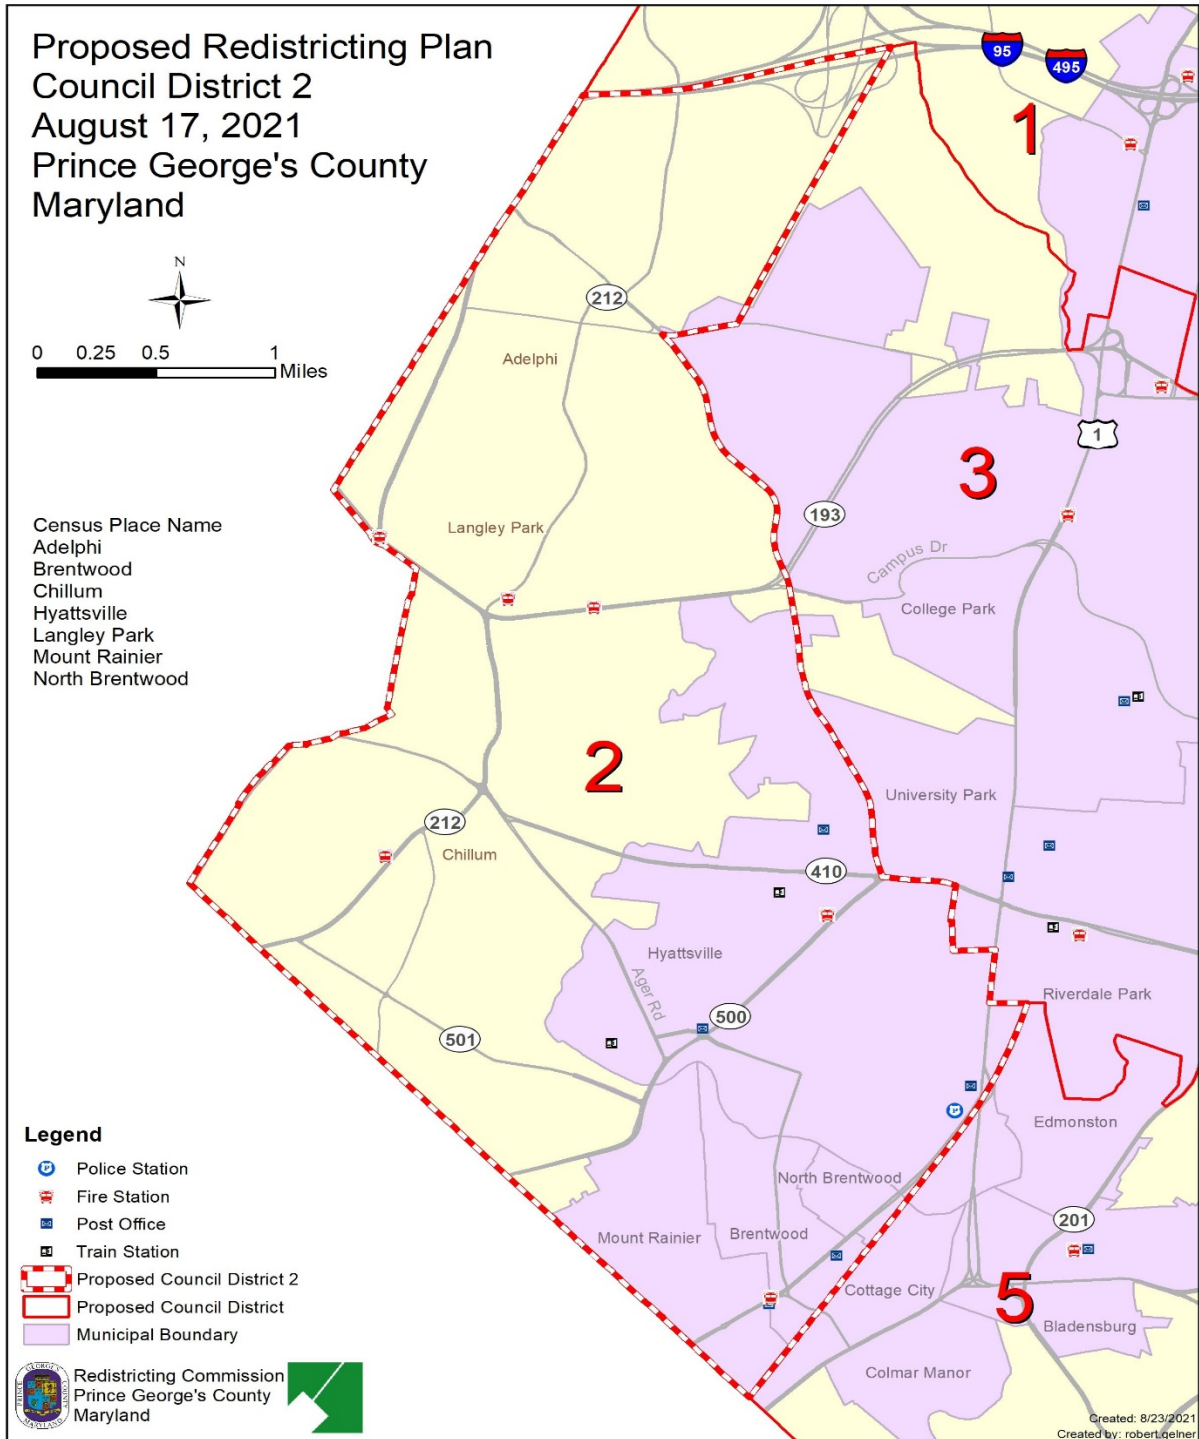 Proposed Redistricting Plan
Council District 2
August 17, 2021
Prince George's County
Maryland
N
0 0.25 0.5 1
Miles
95
495
1
212
Adelphi
3
1
193
Langley Park
Campus Dr
College Park
Census Place Name
Adelphi
Brentwood
Chillum
Hyattsville
Langley Park
Mount Rainier
North Brentwood
2
University Park
212
Chillum
410
Hyattsville
Ager Rd
500
Riverdale Park
501
Edmonston
North Brentwood
201
Mount Rainier
Brentwood
Cottage City
5
Bladensburg
Colmar Manor
Legend
Police Station
Fire Station
Post Office
Train Station
Proposed Council District 2
Proposed Council District
Municipal Boundary
Redistricting Commission
Prince George's County
Maryland
Created: 8/23/2021
Created by: robert.gelner